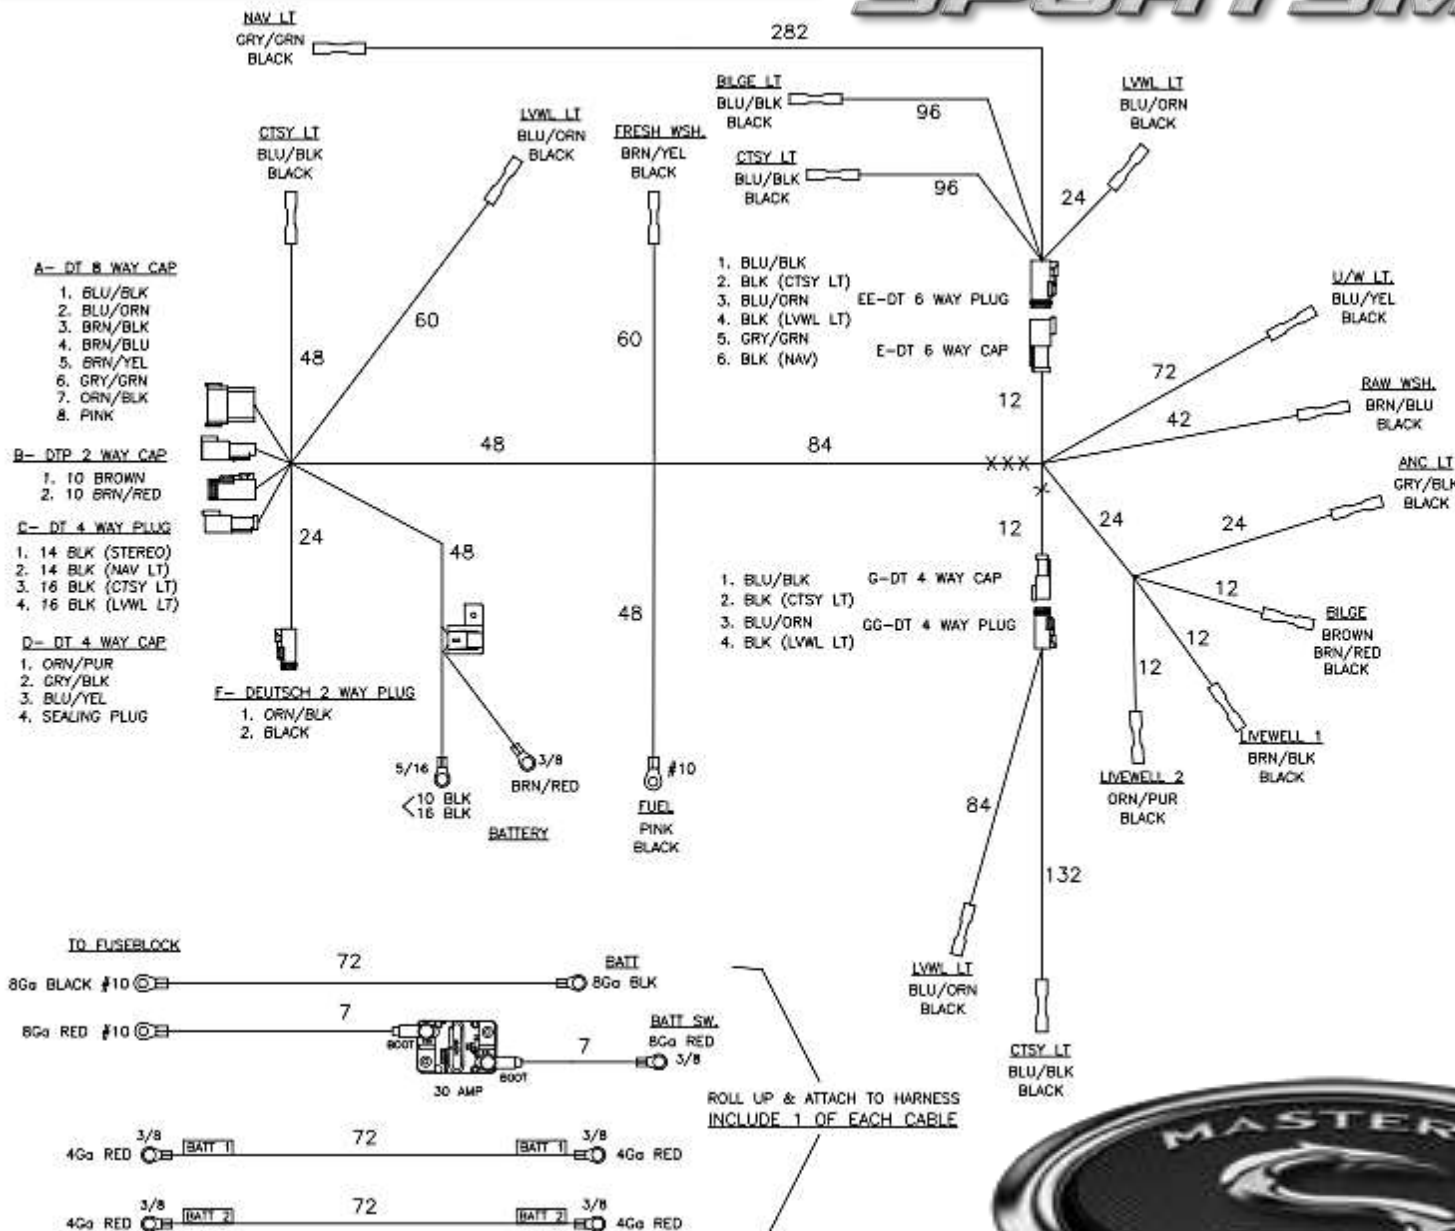 SPORTSM
NAV LT
GRY/GRN
BLACK
282
BILGE LT
BLU/BLK
BLACK
96
LVWL LT
BLU/ORN
BLACK
CTSY LT
BLU/BLK
BLACK
LVWL LT
BLU/ORN
BLACK
FRESH WSH.
BRN/YEL
BLACK
CTSY LT
BLU/BLK
BLACK
96
24
A- DT 8 WAY CAP
1. BLU/BLK
2. BLU/ORN
3. BRN/BLK
4. BRN/BLU
5. BRN/YEL
6. GRY/GRN
7. ORN/BLK
8. PINK
48
60
60
1. BLU/BLK
2. BLK (CTSY LT)
3. BLU/ORN
4. BLK (LVWL LT)
5. GRY/GRN
6. BLK (NAV)
EE-DT 6 WAY PLUG
E-DT 6 WAY CAP
12
U/W LT.
BLU/YEL
BLACK
72
RAW WSH.
BRN/BLU
BLACK
42
B- DTP 2 WAY CAP
1. 10 BROWN
2. 10 BRN/RED
48
84
XXX
X
ANC LT
GRY/BLK
BLACK
C- DT 4 WAY PLUG
1. 14 BLK (STEREO)
2. 14 BLK (NAV LT)
3. 16 BLK (CTSY LT)
4. 16 BLK (LVWL LT)
24
48
12
24
24
D- DT 4 WAY CAP
1. ORN/PUR
2. GRY/BLK
3. BLU/YEL
4. SEALING PLUG
48
1. BLU/BLK
2. BLK (CTSY LT)
3. BLU/ORN
4. BLK (LVWL LT)
G-DT 4 WAY CAP
GG-DT 4 WAY PLUG
12
BILGE
BROWN
BRN/RED
BLACK
12
12
F- DEUTSCH 2 WAY PLUG
1. ORN/BLK
2. BLACK
LIVEWELL 1
BRN/BLK
BLACK
LIVEWELL 2
ORN/PUR
BLACK
5/16
10 BLK
16 BLK
3/8
BRN/RED
BATTERY
#10
FUEL
PINK
BLACK
84
132
TO FUSEBLOCK
8Ga BLACK #10
72
BATT
8Ga BLK
LVWL LT
BLU/ORN
BLACK
8Ga RED #10
7
BOOT
BOOT
30 AMP
7
BATT SW.
8Ga RED
3/8
CTSY LT
BLU/BLK
BLACK
ROLL UP & ATTACH TO HARNESS
INCLUDE 1 OF EACH CABLE
4Ga RED
3/8
BATT 1
72
BATT 1
3/8
4Ga RED
4Ga RED
3/8
BATT 2
72
BATT 2
3/8
4Ga RED
MASTER